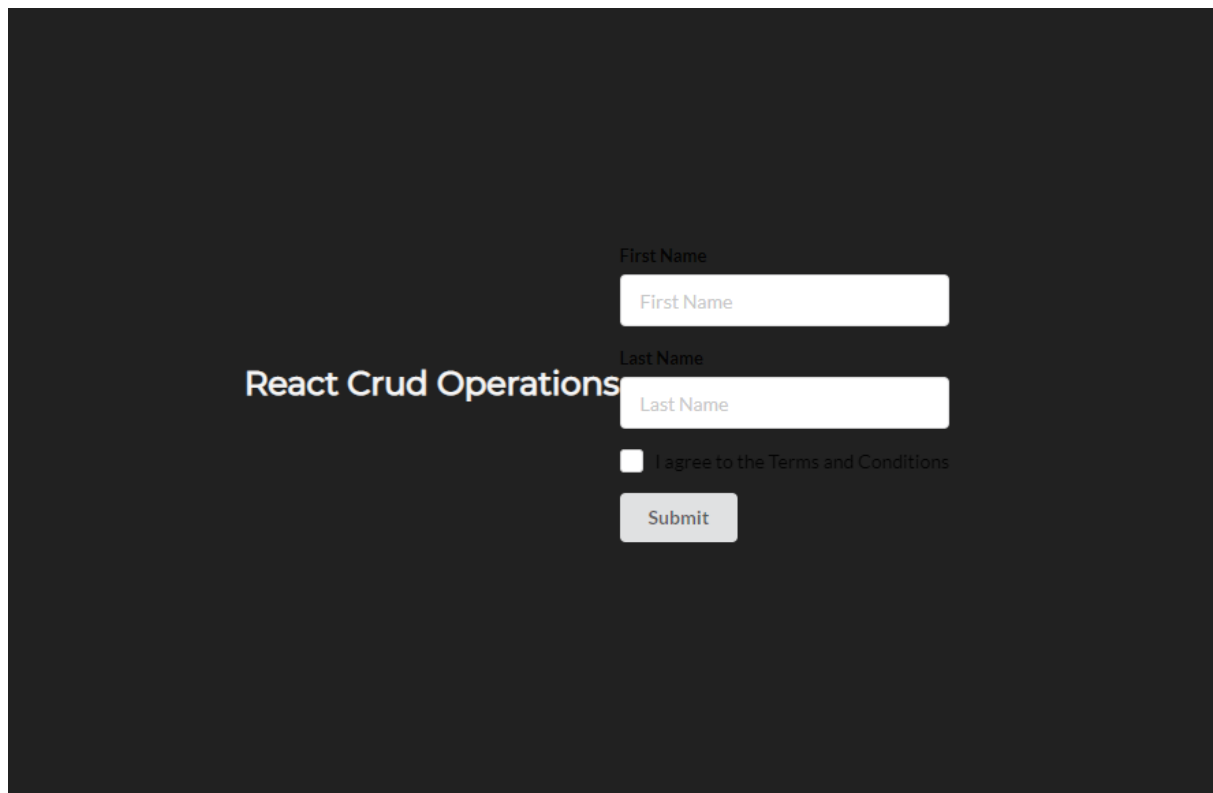 React Crud Operations
First Name
First Name
Last Name
Last Name
I agree to the Terms and Conditions
Submit